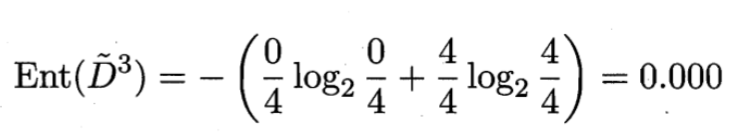 Ent(D̃³) = −(0/4 log₂ 0/4 + 4/4 log₂ 4/4) = 0.000